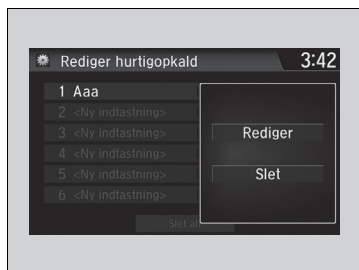 Rediger hurtigopkald 3:42
1 Aaa
2 <Ny indtastning>
3 <Ny indtastning>
4 <Ny indtastning>
5 <Ny indtastning>
6 <Ny indtastning>
Rediger
Slet
Slet al